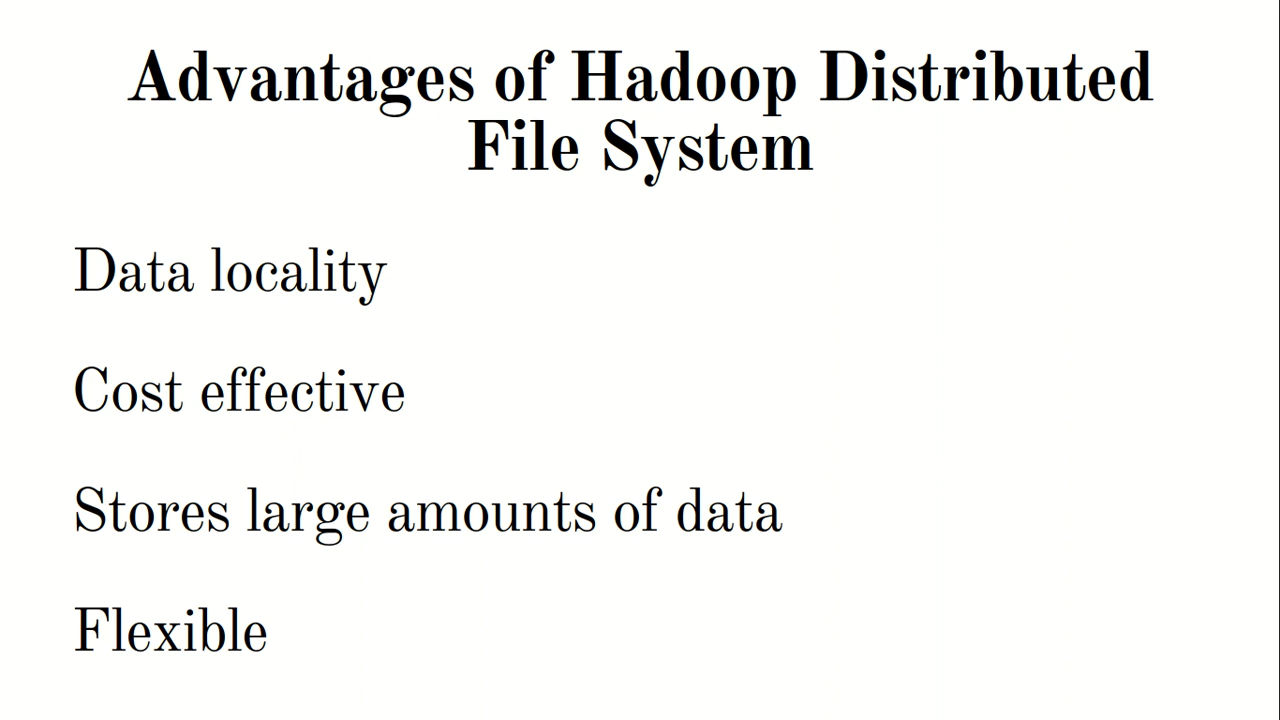 Advantages of Hadoop Distributed
File System
Data locality
Cost effective
Stores large amounts of data
Flexible